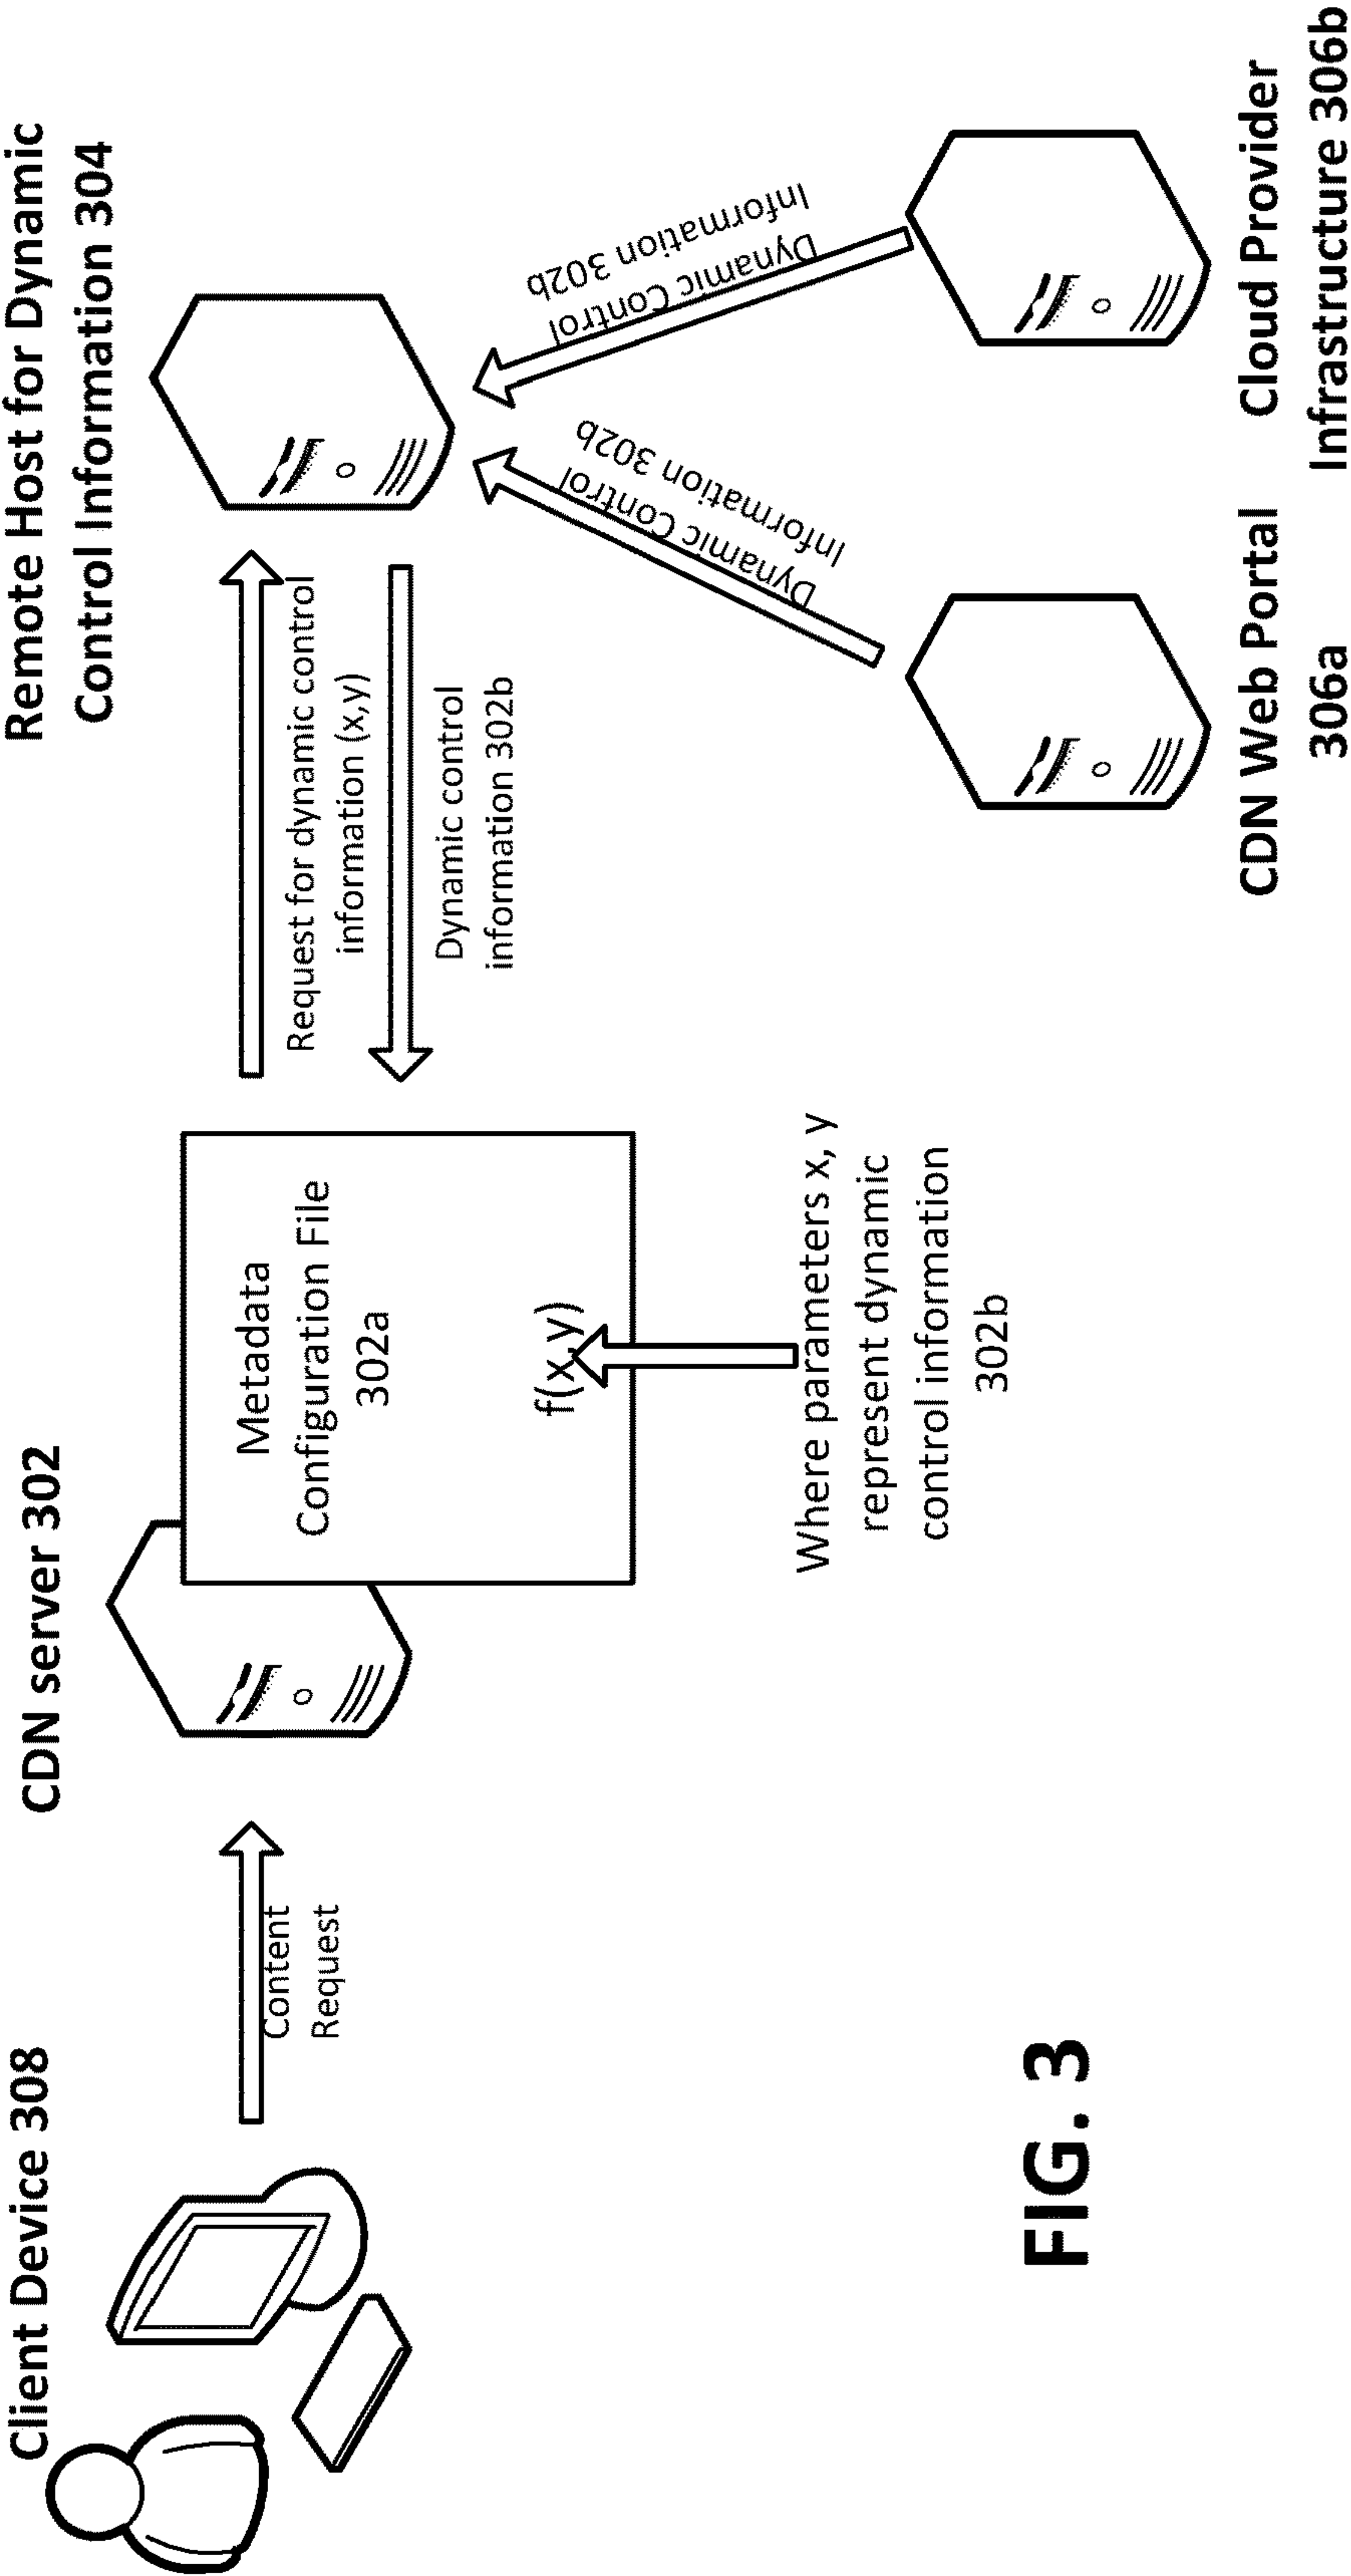 Client Device 308
CDN server 302
Remote Host for Dynamic
Control Information 304
Content
Request
Metadata
Configuration File
302a
f(x,y)
Where parameters x, y
represent dynamic
control information
302b
Request for dynamic control
information (x,y)
Dynamic control
information 302b
Dynamic Control
Information 302b
Dynamic Control
Information 302b
CDN Web Portal
306a
Cloud Provider
Infrastructure 306b
FIG. 3